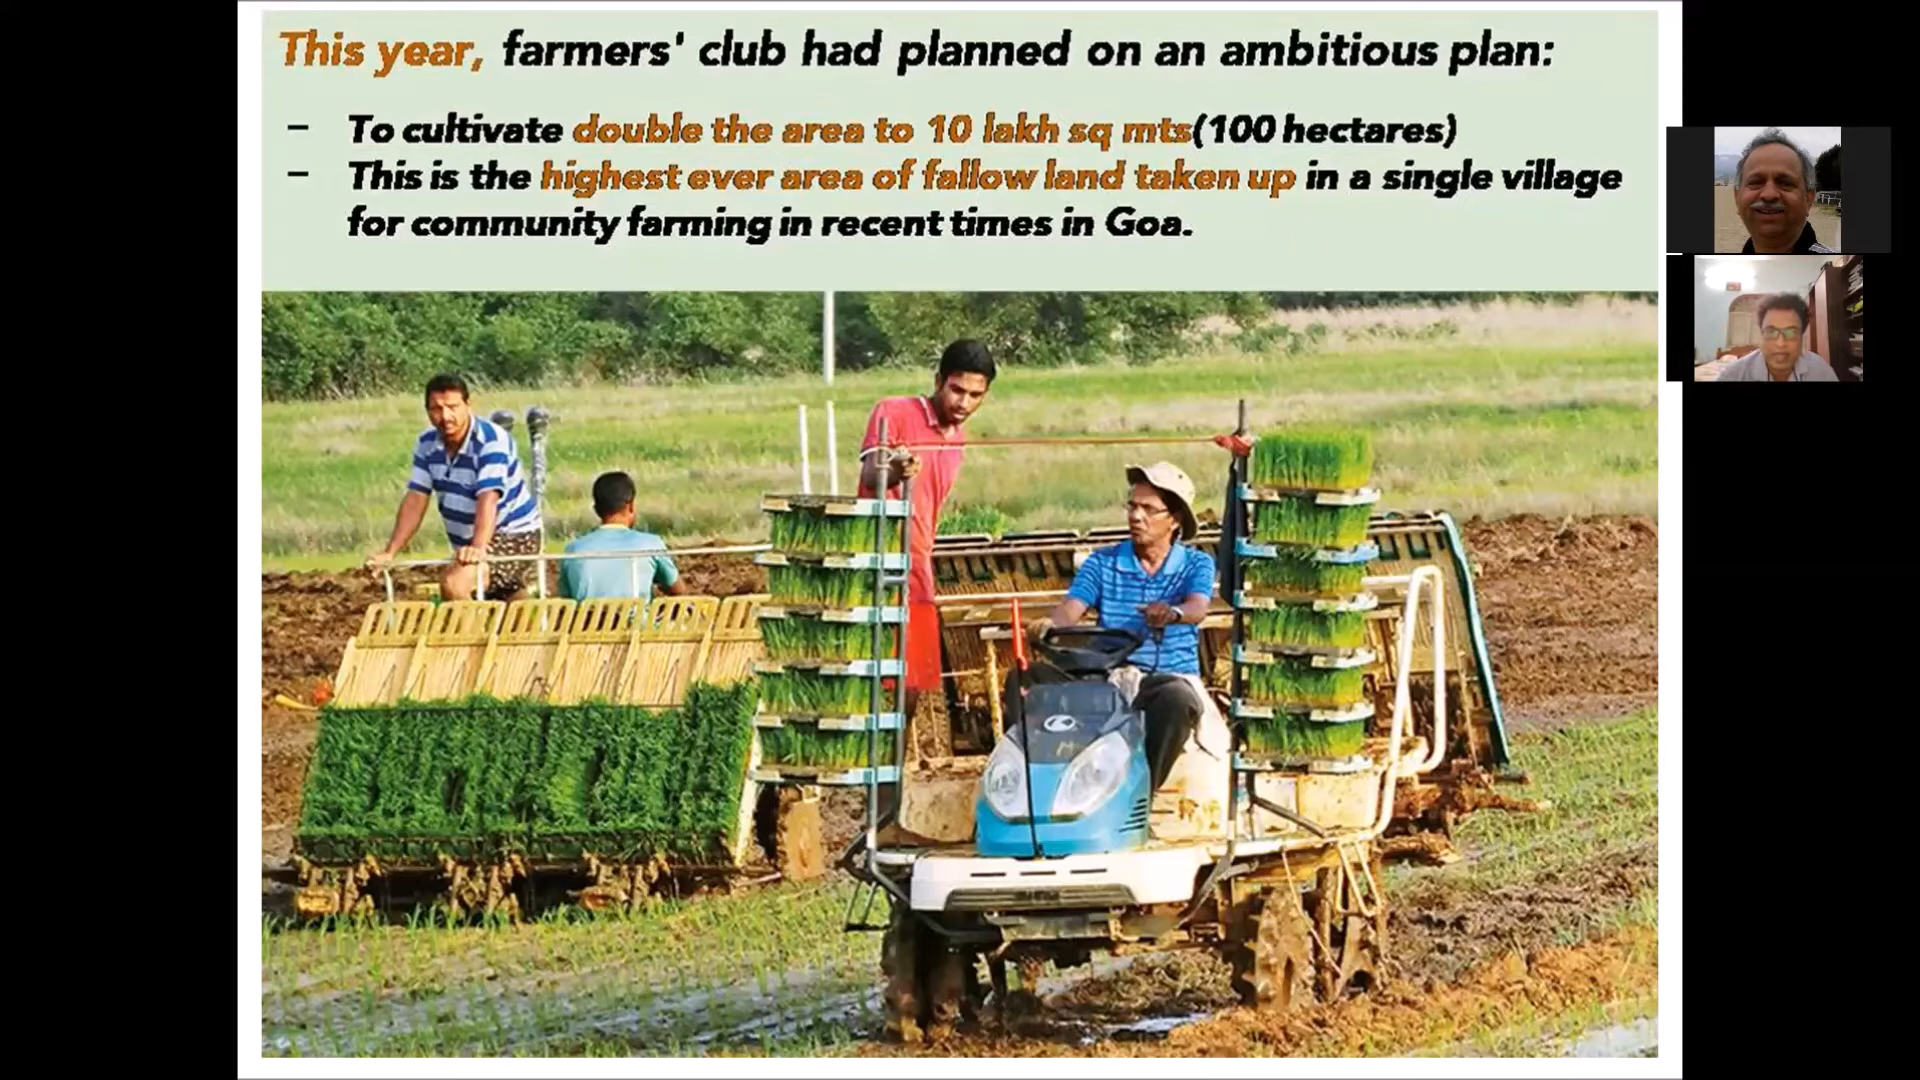 This year, farmers' club had planned on an ambitious plan:
- To cultivate double the area to 10 lakh sq mts(100 hectares)
- This is the highest ever area of fallow land taken up in a single village
for community farming in recent times in Goa.